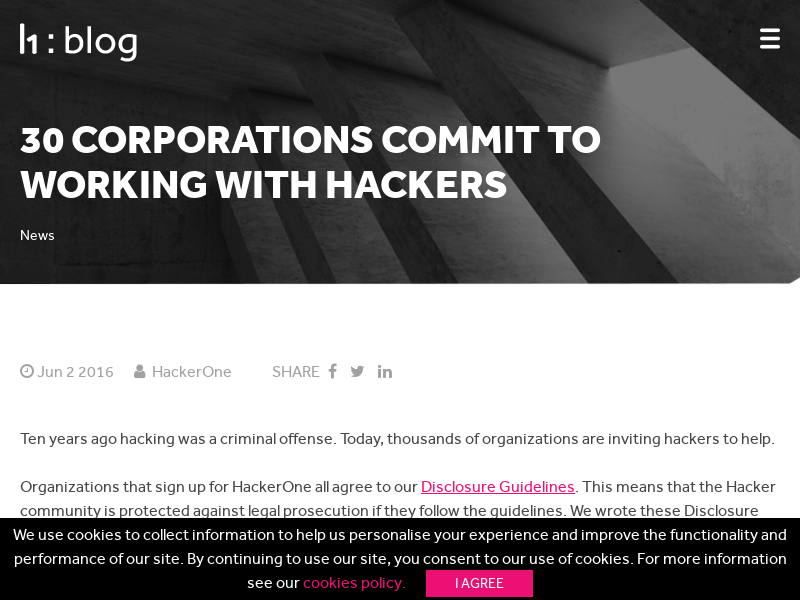 l1 : blog
30 CORPORATIONS COMMIT TO
WORKING WITH HACKERS
News
Jun 2 2016 HackerOne SHARE
Ten years ago hacking was a criminal offense. Today, thousands of organizations are inviting hackers to help.
Organizations that sign up for HackerOne all agree to our Disclosure Guidelines. This means that the Hacker
community is protected against legal prosecution if they follow the guidelines. We wrote these Disclosure
We use cookies to collect information to help us personalise your experience and improve the functionality and
performance of our site. By continuing to use our site, you consent to our use of cookies. For more information
see our cookies policy. I AGREE